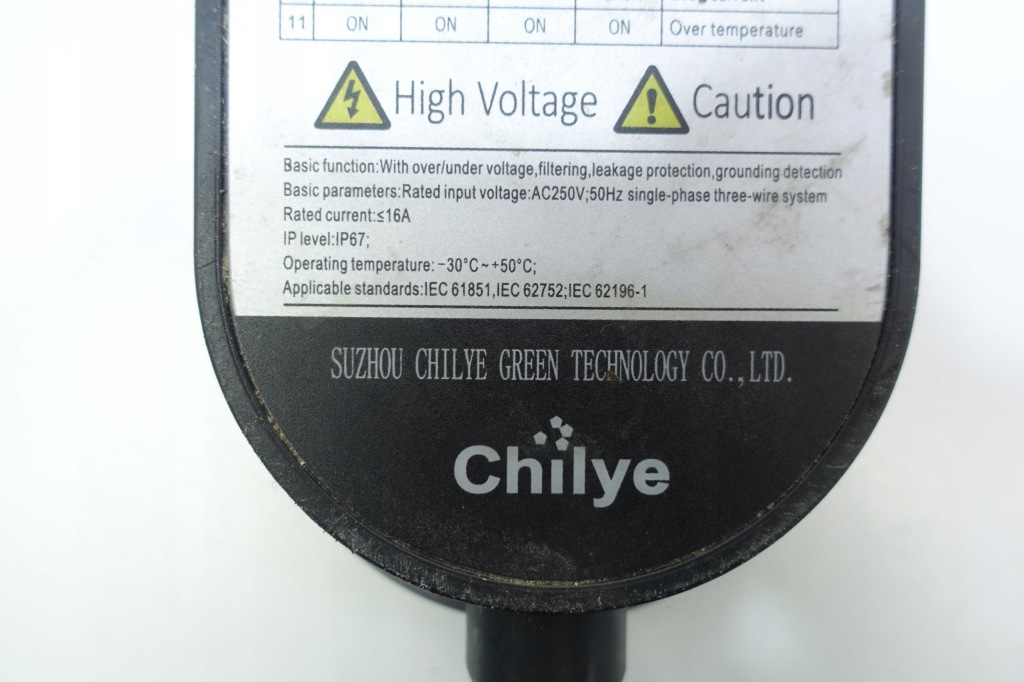 11 ON ON ON ON Over temperature
High Voltage Caution
Basic function:With over/under voltage,filtering,leakage protection,grounding detection
Basic parameters:Rated input voltage:AC250V;50Hz single-phase three-wire system
Rated current:≤16A
IP level:IP67;
Operating temperature:-30°C~+50°C;
Applicable standards:IEC 61851,IEC 62752;IEC 62196-1
SUZHOU CHILYE GREEN TECHNOLOGY CO.,LTD.
Chilye